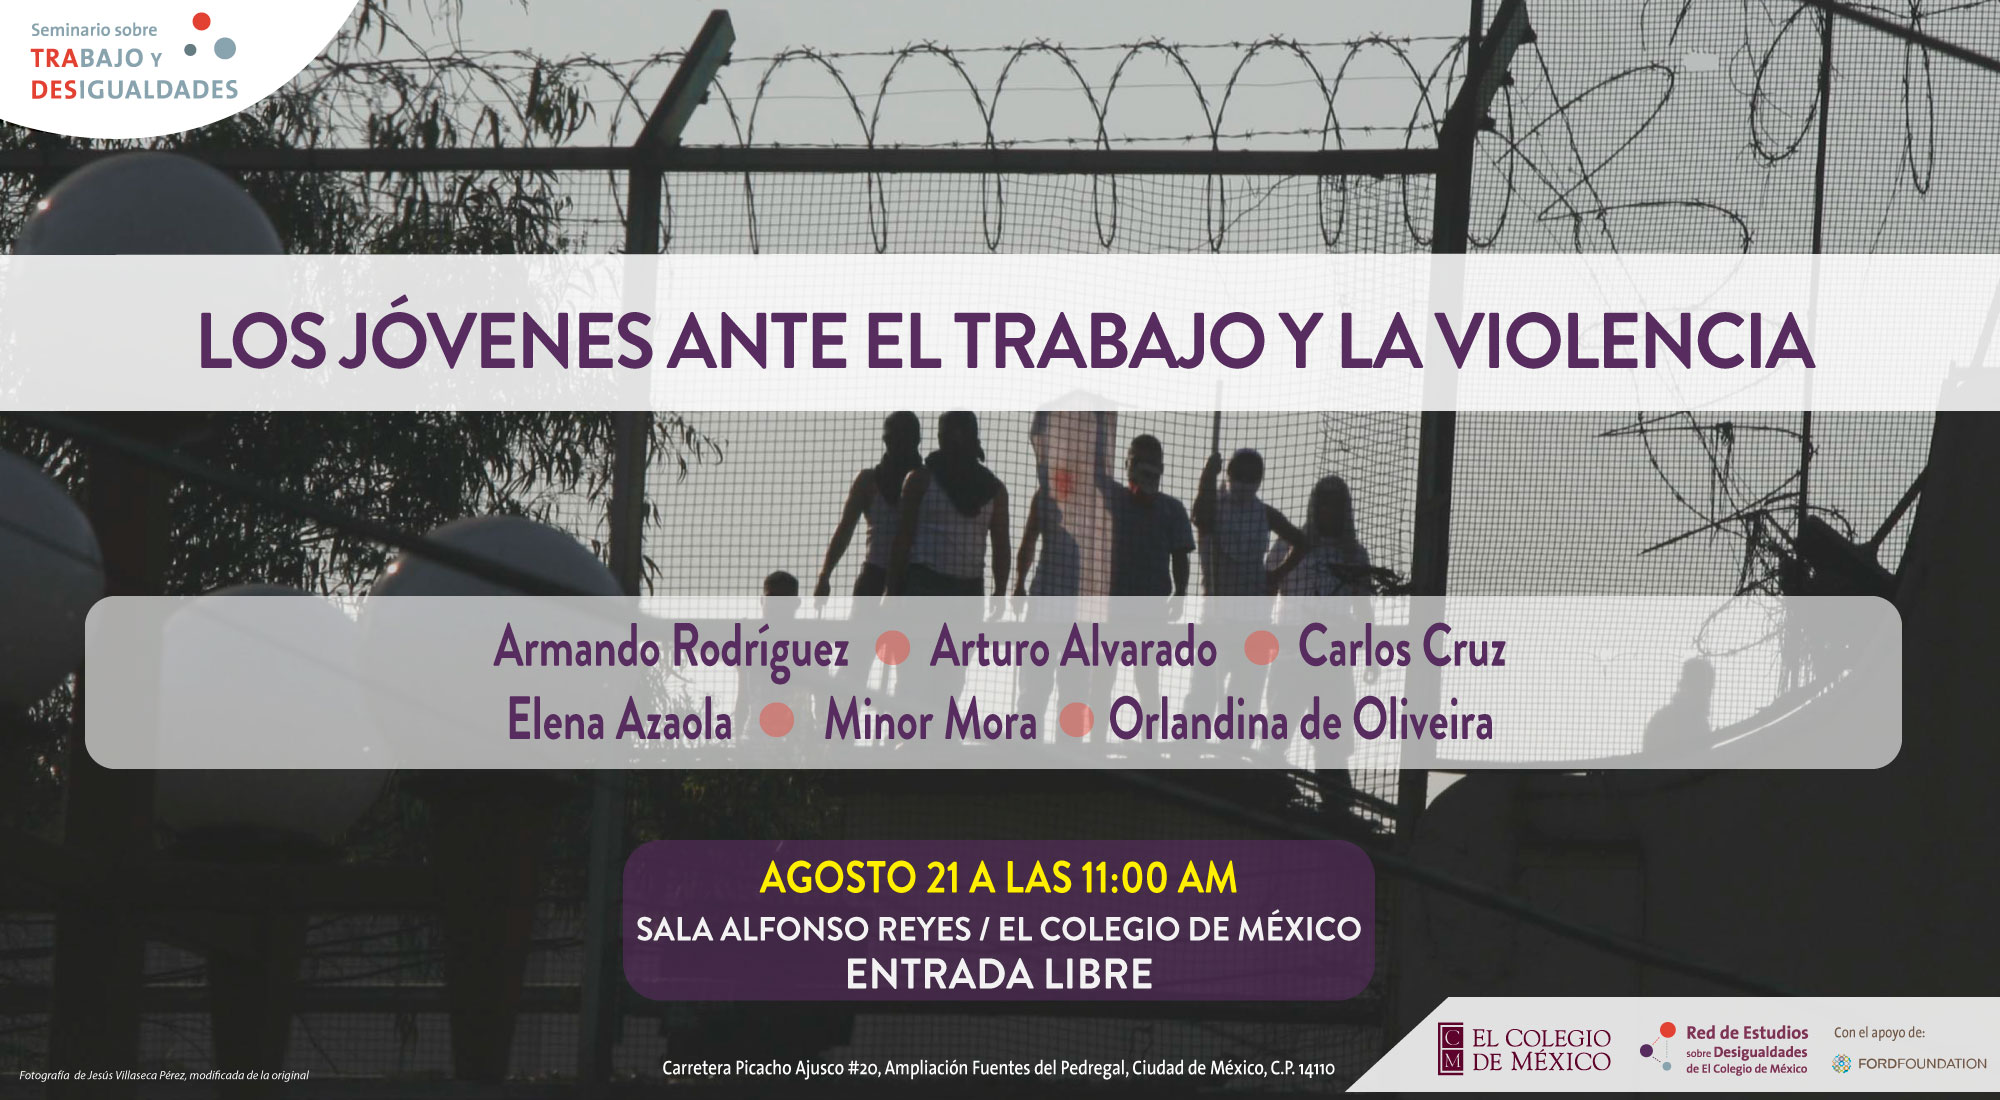 Seminario sobre
TRABAJO Y
DESIGUALDADES
LOS JÓVENES ANTE EL TRABAJO Y LA VIOLENCIA
Armando Rodríguez Arturo Alvarado Carlos Cruz
Elena Azaola Minor Mora Orlandina de Oliveira
AGOSTO 21 A LAS 11:00 AM
SALA ALFONSO REYES / EL COLEGIO DE MÉXICO
ENTRADA LIBRE
Carretera Picacho Ajusco #20, Ampliación Fuentes del Pedregal, Ciudad de México, C.P. 14110
Fotografía de Jesús Villaseca Pérez, modificada de la original
CM
EL COLEGIO
DE MÉXICO
Red de Estudios
sobre Desigualdades
de El Colegio de México
Con el apoyo de:
FORDFOUNDATION